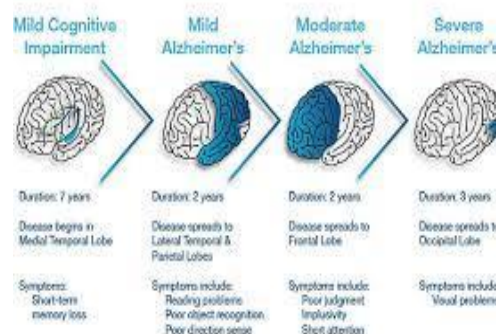 Mild Cognitive
Impairment
Duration: 7 years
Disease begins in
Medial Temporal Lobe
Symptoms:
Short-term
memory loss
Mild
Alzheimer's
Duration: 2 years
Disease spreads to
Lateral Temporal &
Parietal Lobes
Symptoms include:
Reading problems
Poor object recognition
Poor direction sense
Moderate
Alzheimer's
Duration: 2 years
Disease spreads to
Frontal Lobe
Symptoms include:
Poor judgment
Implusivity
Short attention
Severe
Alzheimer's
Duration: 3 years
Disease spreads to
Occipital Lobe
Symptoms include
Visual problems